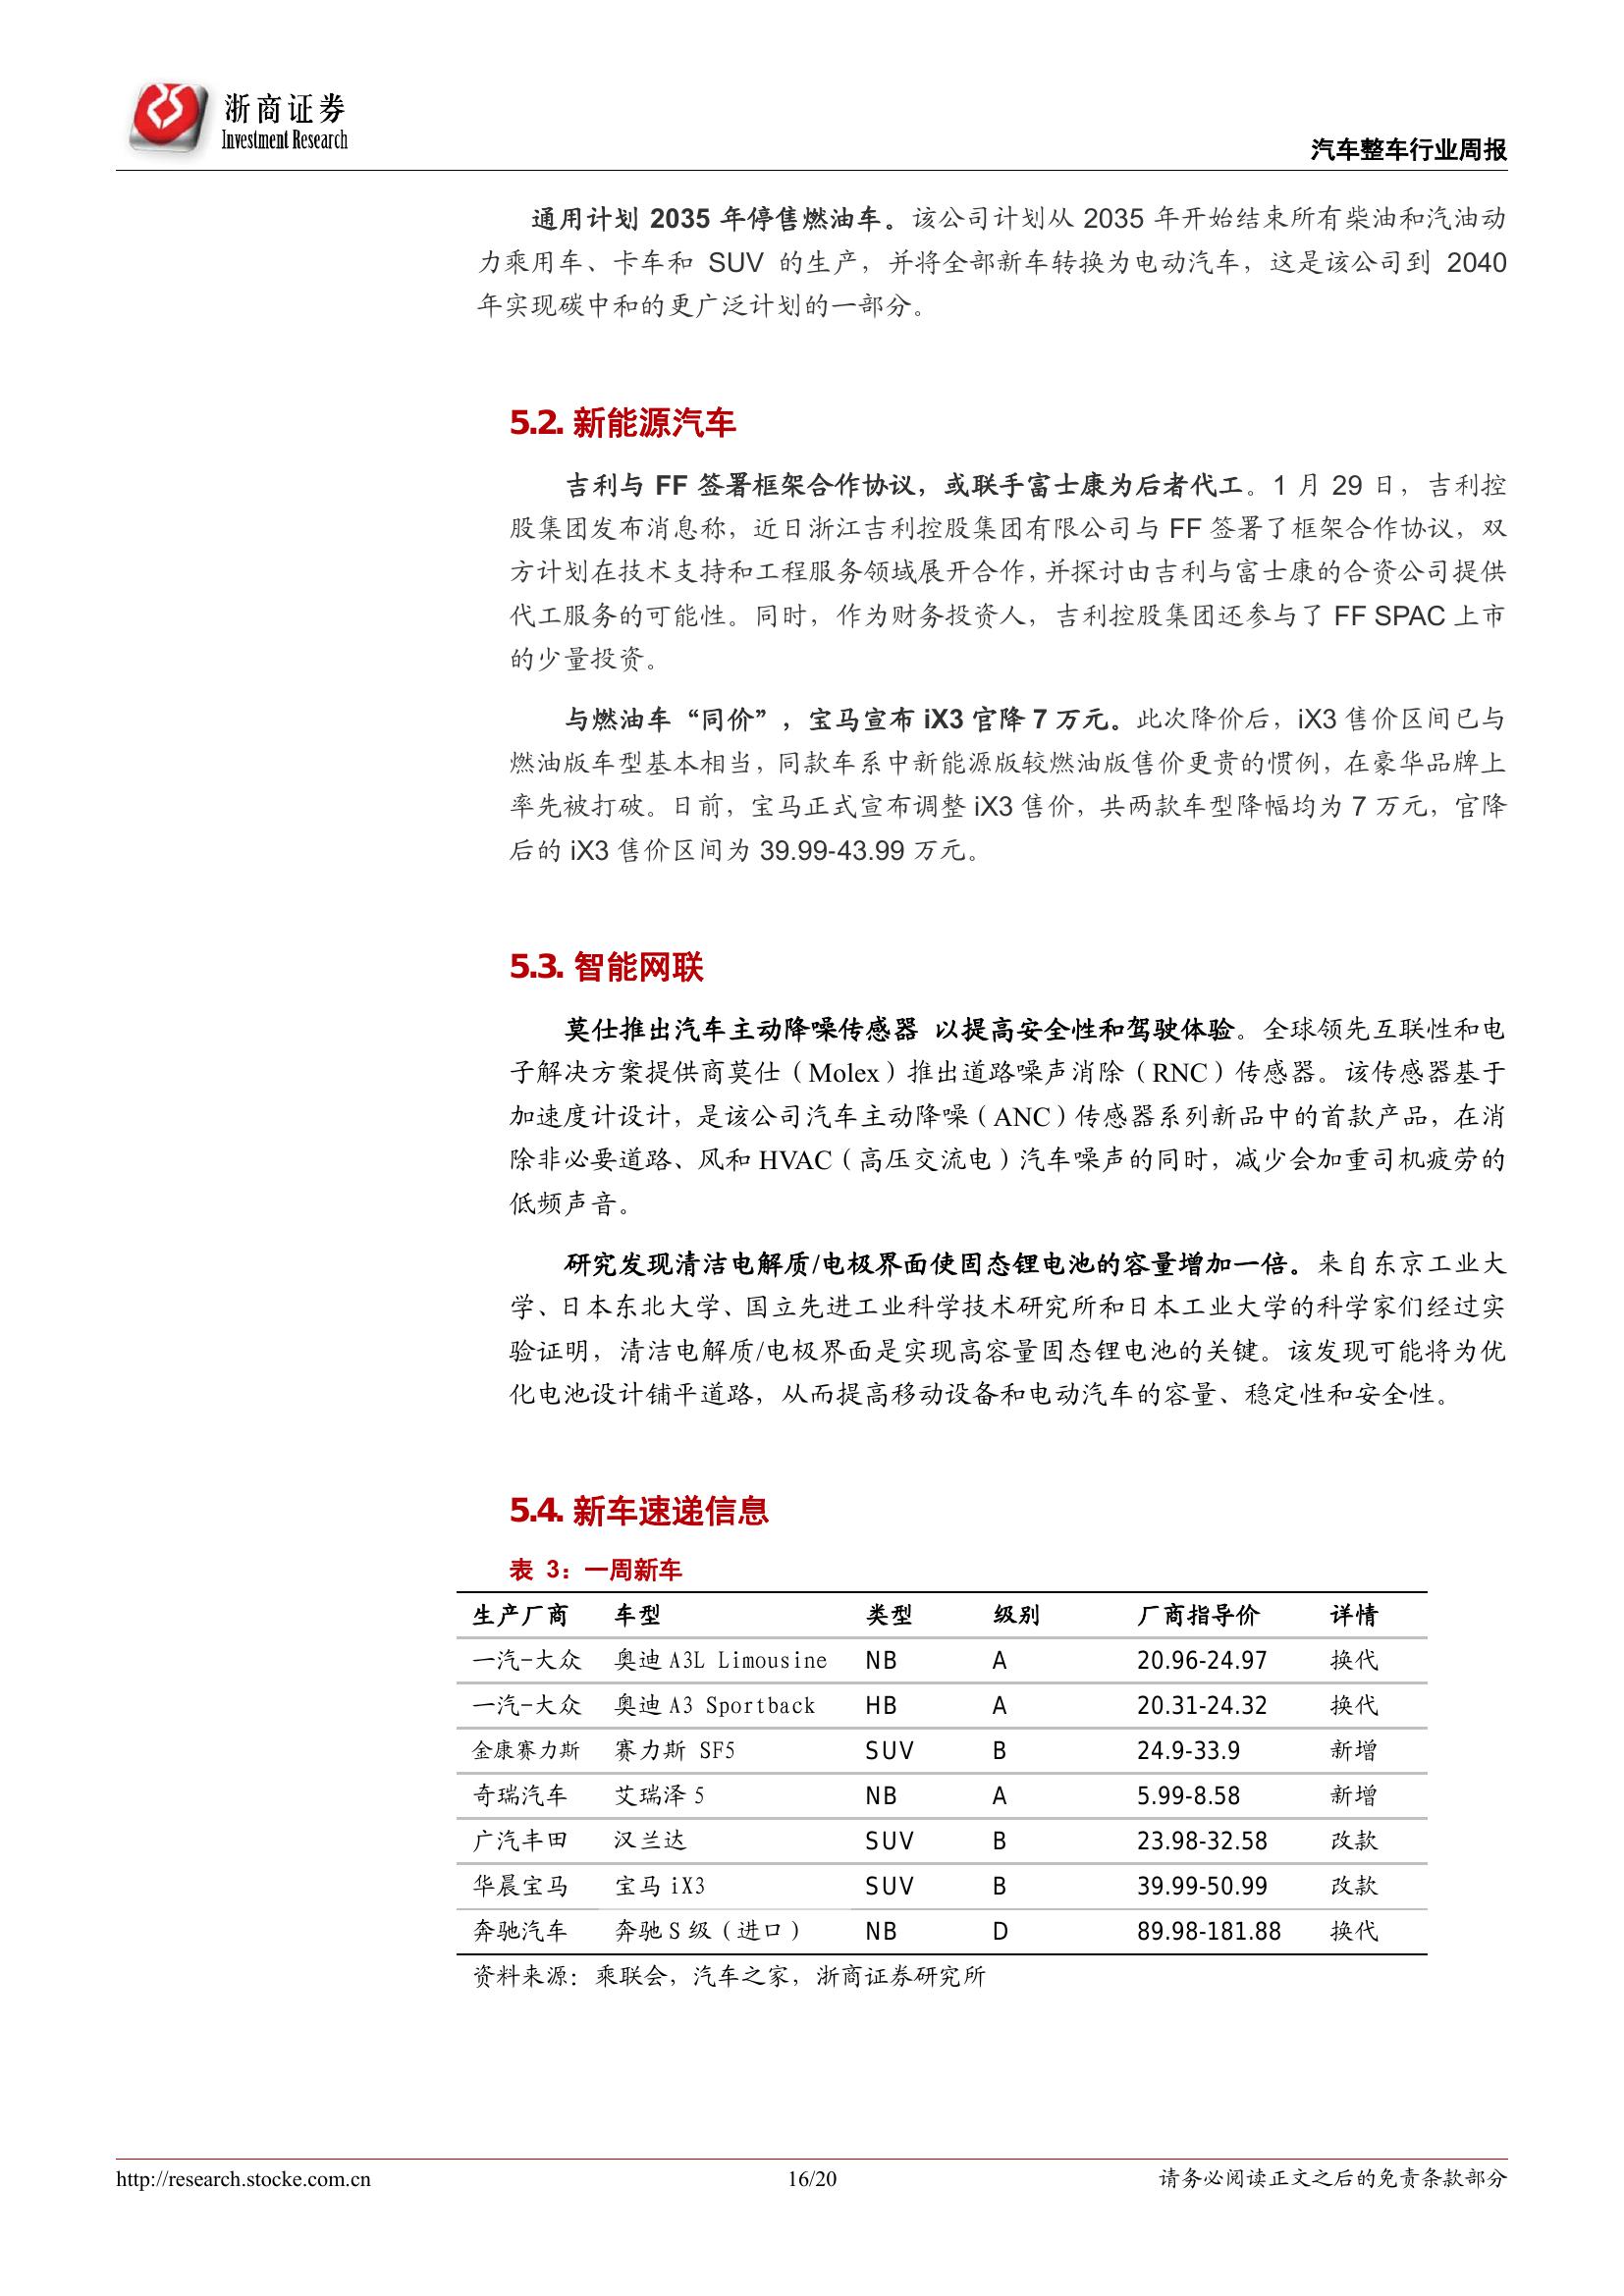 浙商证券
Investment Research
汽车整车行业周报
通用计划 2035 年停售燃油车。该公司计划从 2035 年开始结束所有柴油和汽油动
力乘用车、卡车和 SUV 的生产，并将全部新车转换为电动汽车，这是该公司到 2040
年实现碳中和的更广泛计划的一部分。
5.2. 新能源汽车
吉利与 FF 签署框架合作协议，或联手富士康为后者代工。1 月 29 日，吉利控
股集团发布消息称，近日浙江吉利控股集团有限公司与 FF 签署了框架合作协议，双
方计划在技术支持和工程服务领域展开合作，并探讨由吉利与富士康的合资公司提供
代工服务的可能性。同时，作为财务投资人，吉利控股集团还参与了 FF SPAC 上市
的少量投资。
与燃油车“同价”，宝马宣布 iX3 官降 7 万元。此次降价后，iX3 售价区间已与
燃油版车型基本相当，同款车系中新能源版较燃油版售价更贵的惯例，在豪华品牌上
率先被打破。日前，宝马正式宣布调整 iX3 售价，共两款车型降幅均为 7 万元，官降
后的 iX3 售价区间为 39.99-43.99 万元。
5.3. 智能网联
莫仕推出汽车主动降噪传感器 以提高安全性和驾驶体验。全球领先互联性和电
子解决方案提供商莫仕（Molex）推出道路噪声消除（RNC）传感器。该传感器基于
加速度计设计，是该公司汽车主动降噪（ANC）传感器系列新品中的首款产品，在消
除非必要道路、风和 HVAC（高压交流电）汽车噪声的同时，减少会加重司机疲劳的
低频声音。
研究发现清洁电解质/电极界面使固态锂电池的容量增加一倍。来自东京工业大
学、日本东北大学、国立先进工业科学技术研究所和日本工业大学的科学家们经过实
验证明，清洁电解质/电极界面是实现高容量固态锂电池的关键。该发现可能将为优
化电池设计铺平道路，从而提高移动设备和电动汽车的容量、稳定性和安全性。
5.4. 新车速递信息
表 3：一周新车
生产厂商 车型 类型 级别 厂商指导价 详情
一汽-大众 奥迪 A3L Limousine NB A 20.96-24.97 换代
一汽-大众 奥迪 A3 Sportback HB A 20.31-24.32 换代
金康赛力斯 赛力斯 SF5 SUV B 24.9-33.9 新增
奇瑞汽车 艾瑞泽 5 NB A 5.99-8.58 新增
广汽丰田 汉兰达 SUV B 23.98-32.58 改款
华晨宝马 宝马 iX3 SUV B 39.99-50.99 改款
奔驰汽车 奔驰 S 级（进口） NB D 89.98-181.88 换代
资料来源：乘联会，汽车之家，浙商证券研究所
http://research.stocke.com.cn 16/20 请务必阅读正文之后的免责条款部分